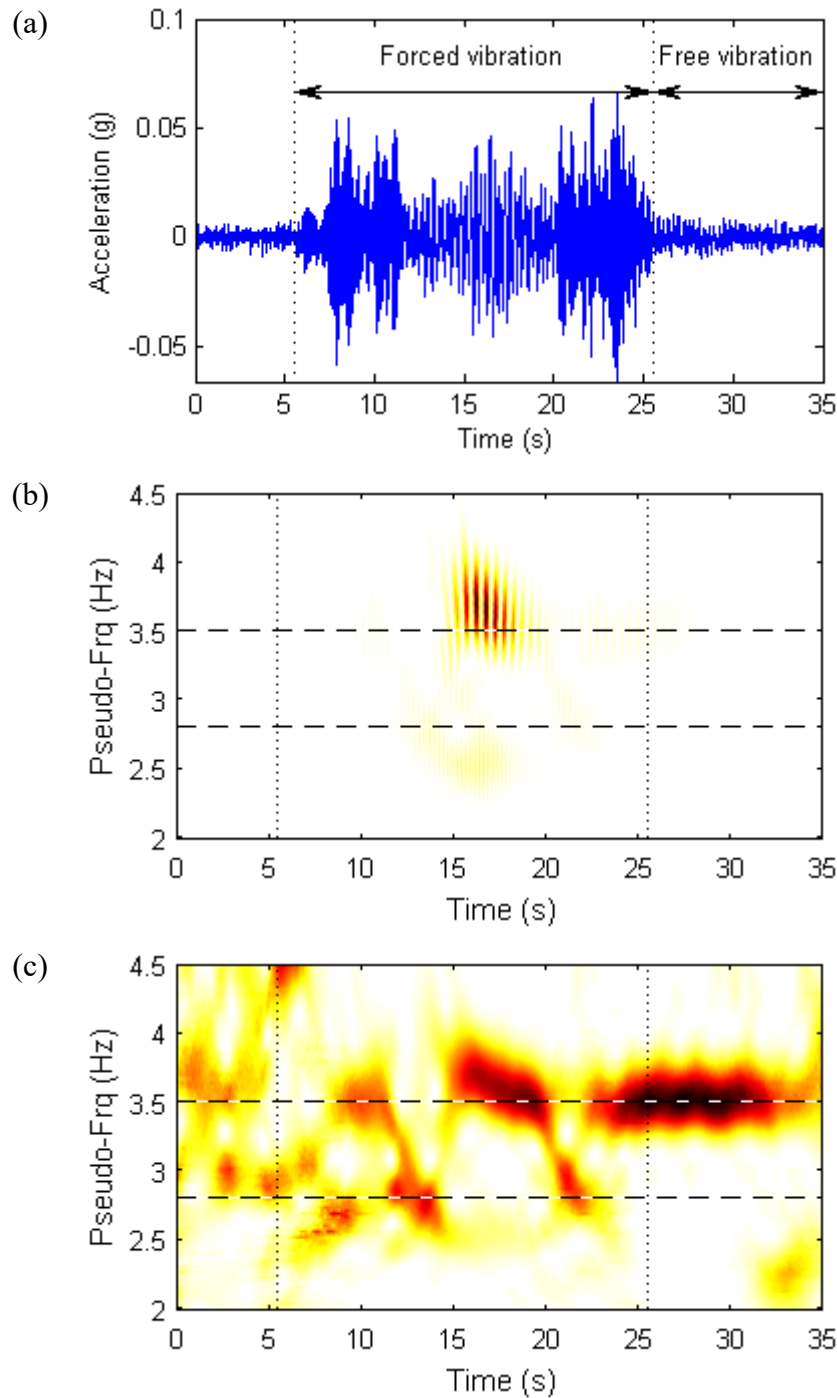 (a)
0.1
Forced vibration
Free vibration
0.05
Acceleration (g)
0
-0.05
0 5 10 15 20 25 30 35
Time (s)
(b)
4.5
4
3.5
3
2.5
2
Pseudo-Frq (Hz)
0 5 10 15 20 25 30 35
Time (s)
(c)
4.5
4
3.5
3
2.5
2
Pseudo-Frq (Hz)
0 5 10 15 20 25 30 35
Time (s)